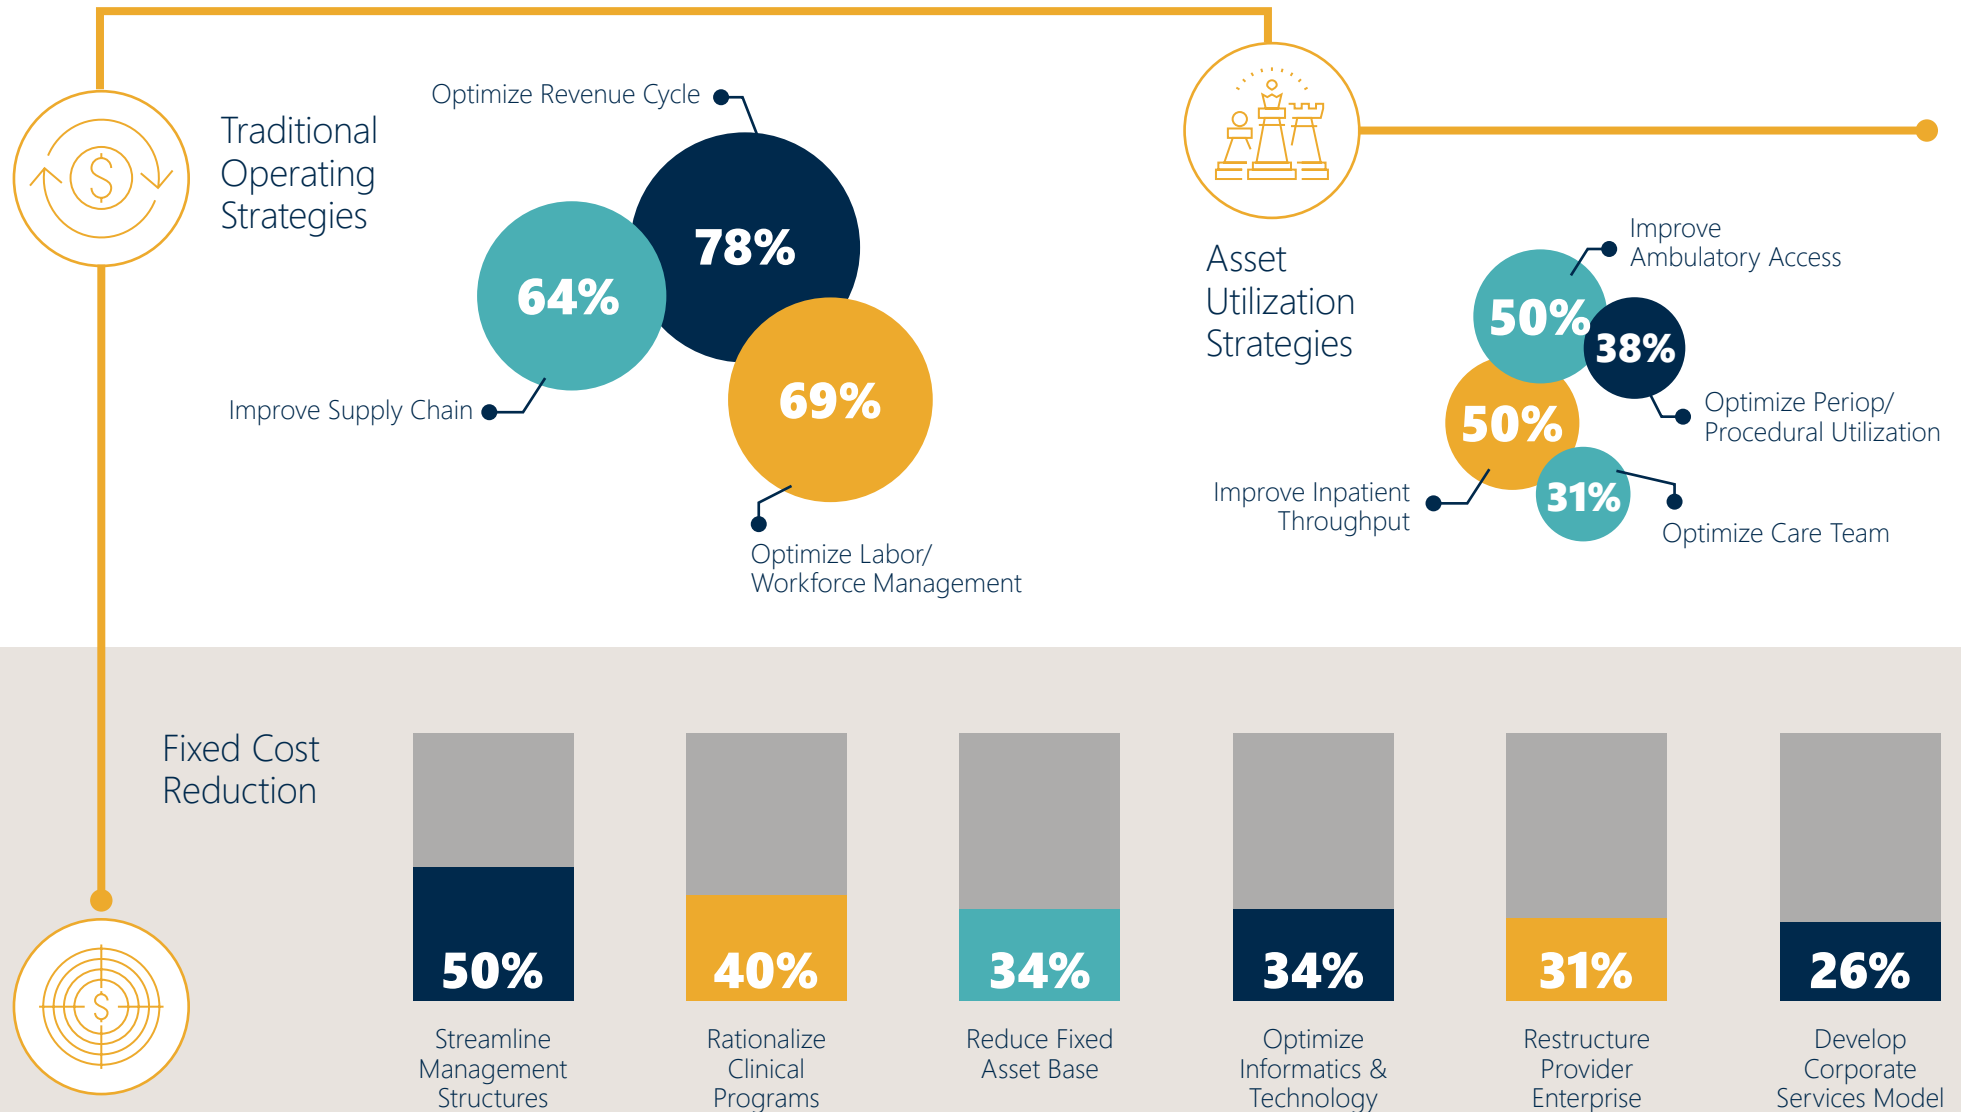 Traditional
Operating
Strategies
Optimize Revenue Cycle
78%
64%
69%
Improve Supply Chain
Optimize Labor/
Workforce Management
Asset
Utilization
Strategies
Improve
Ambulatory Access
50%
38%
Optimize Periop/
Procedural Utilization
50%
Improve Inpatient
Throughput
31%
Optimize Care Team
Fixed Cost
Reduction
50%
Streamline
Management
Structures
40%
Rationalize
Clinical
Programs
34%
Reduce Fixed
Asset Base
34%
Optimize
Informatics &
Technology
31%
Restructure
Provider
Enterprise
26%
Develop
Corporate
Services Model